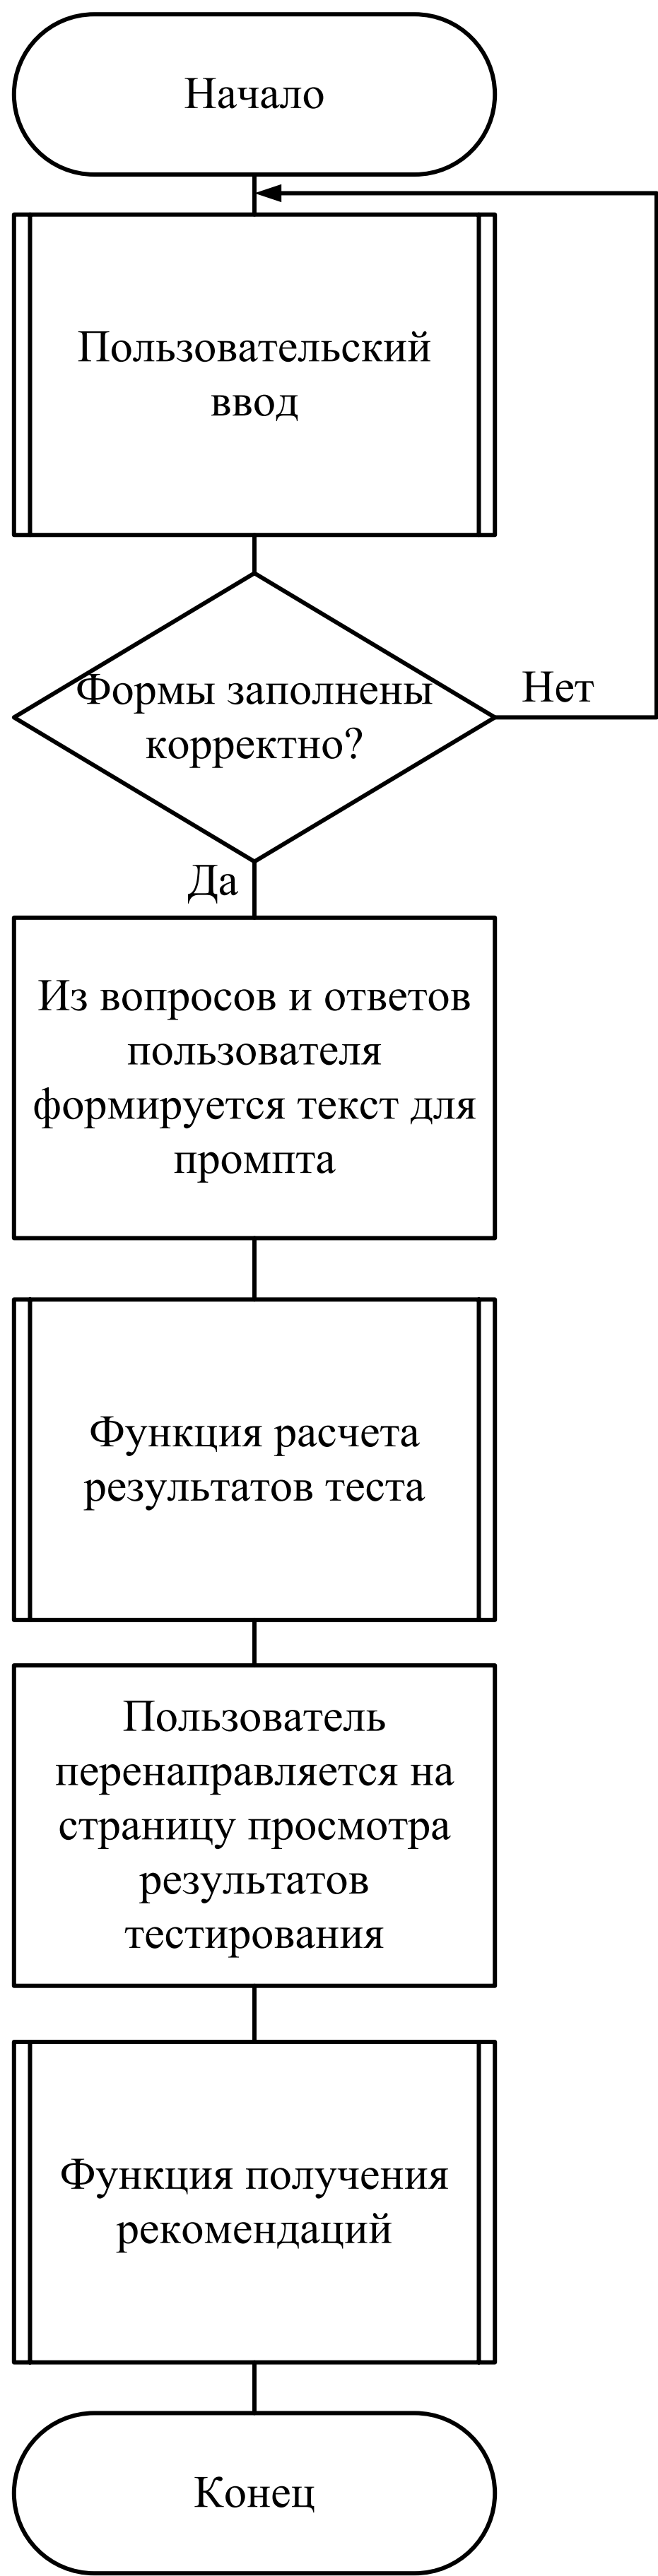 Начало
Пользовательский
ввод
Формы заполнены
корректно?
Нет
Да
Из вопросов и ответов
пользователя
формируется текст для
промпта
Функция расчета
результатов теста
Пользователь
перенаправляется на
страницу просмотра
результатов
тестирования
Функция получения
рекомендаций
Конец